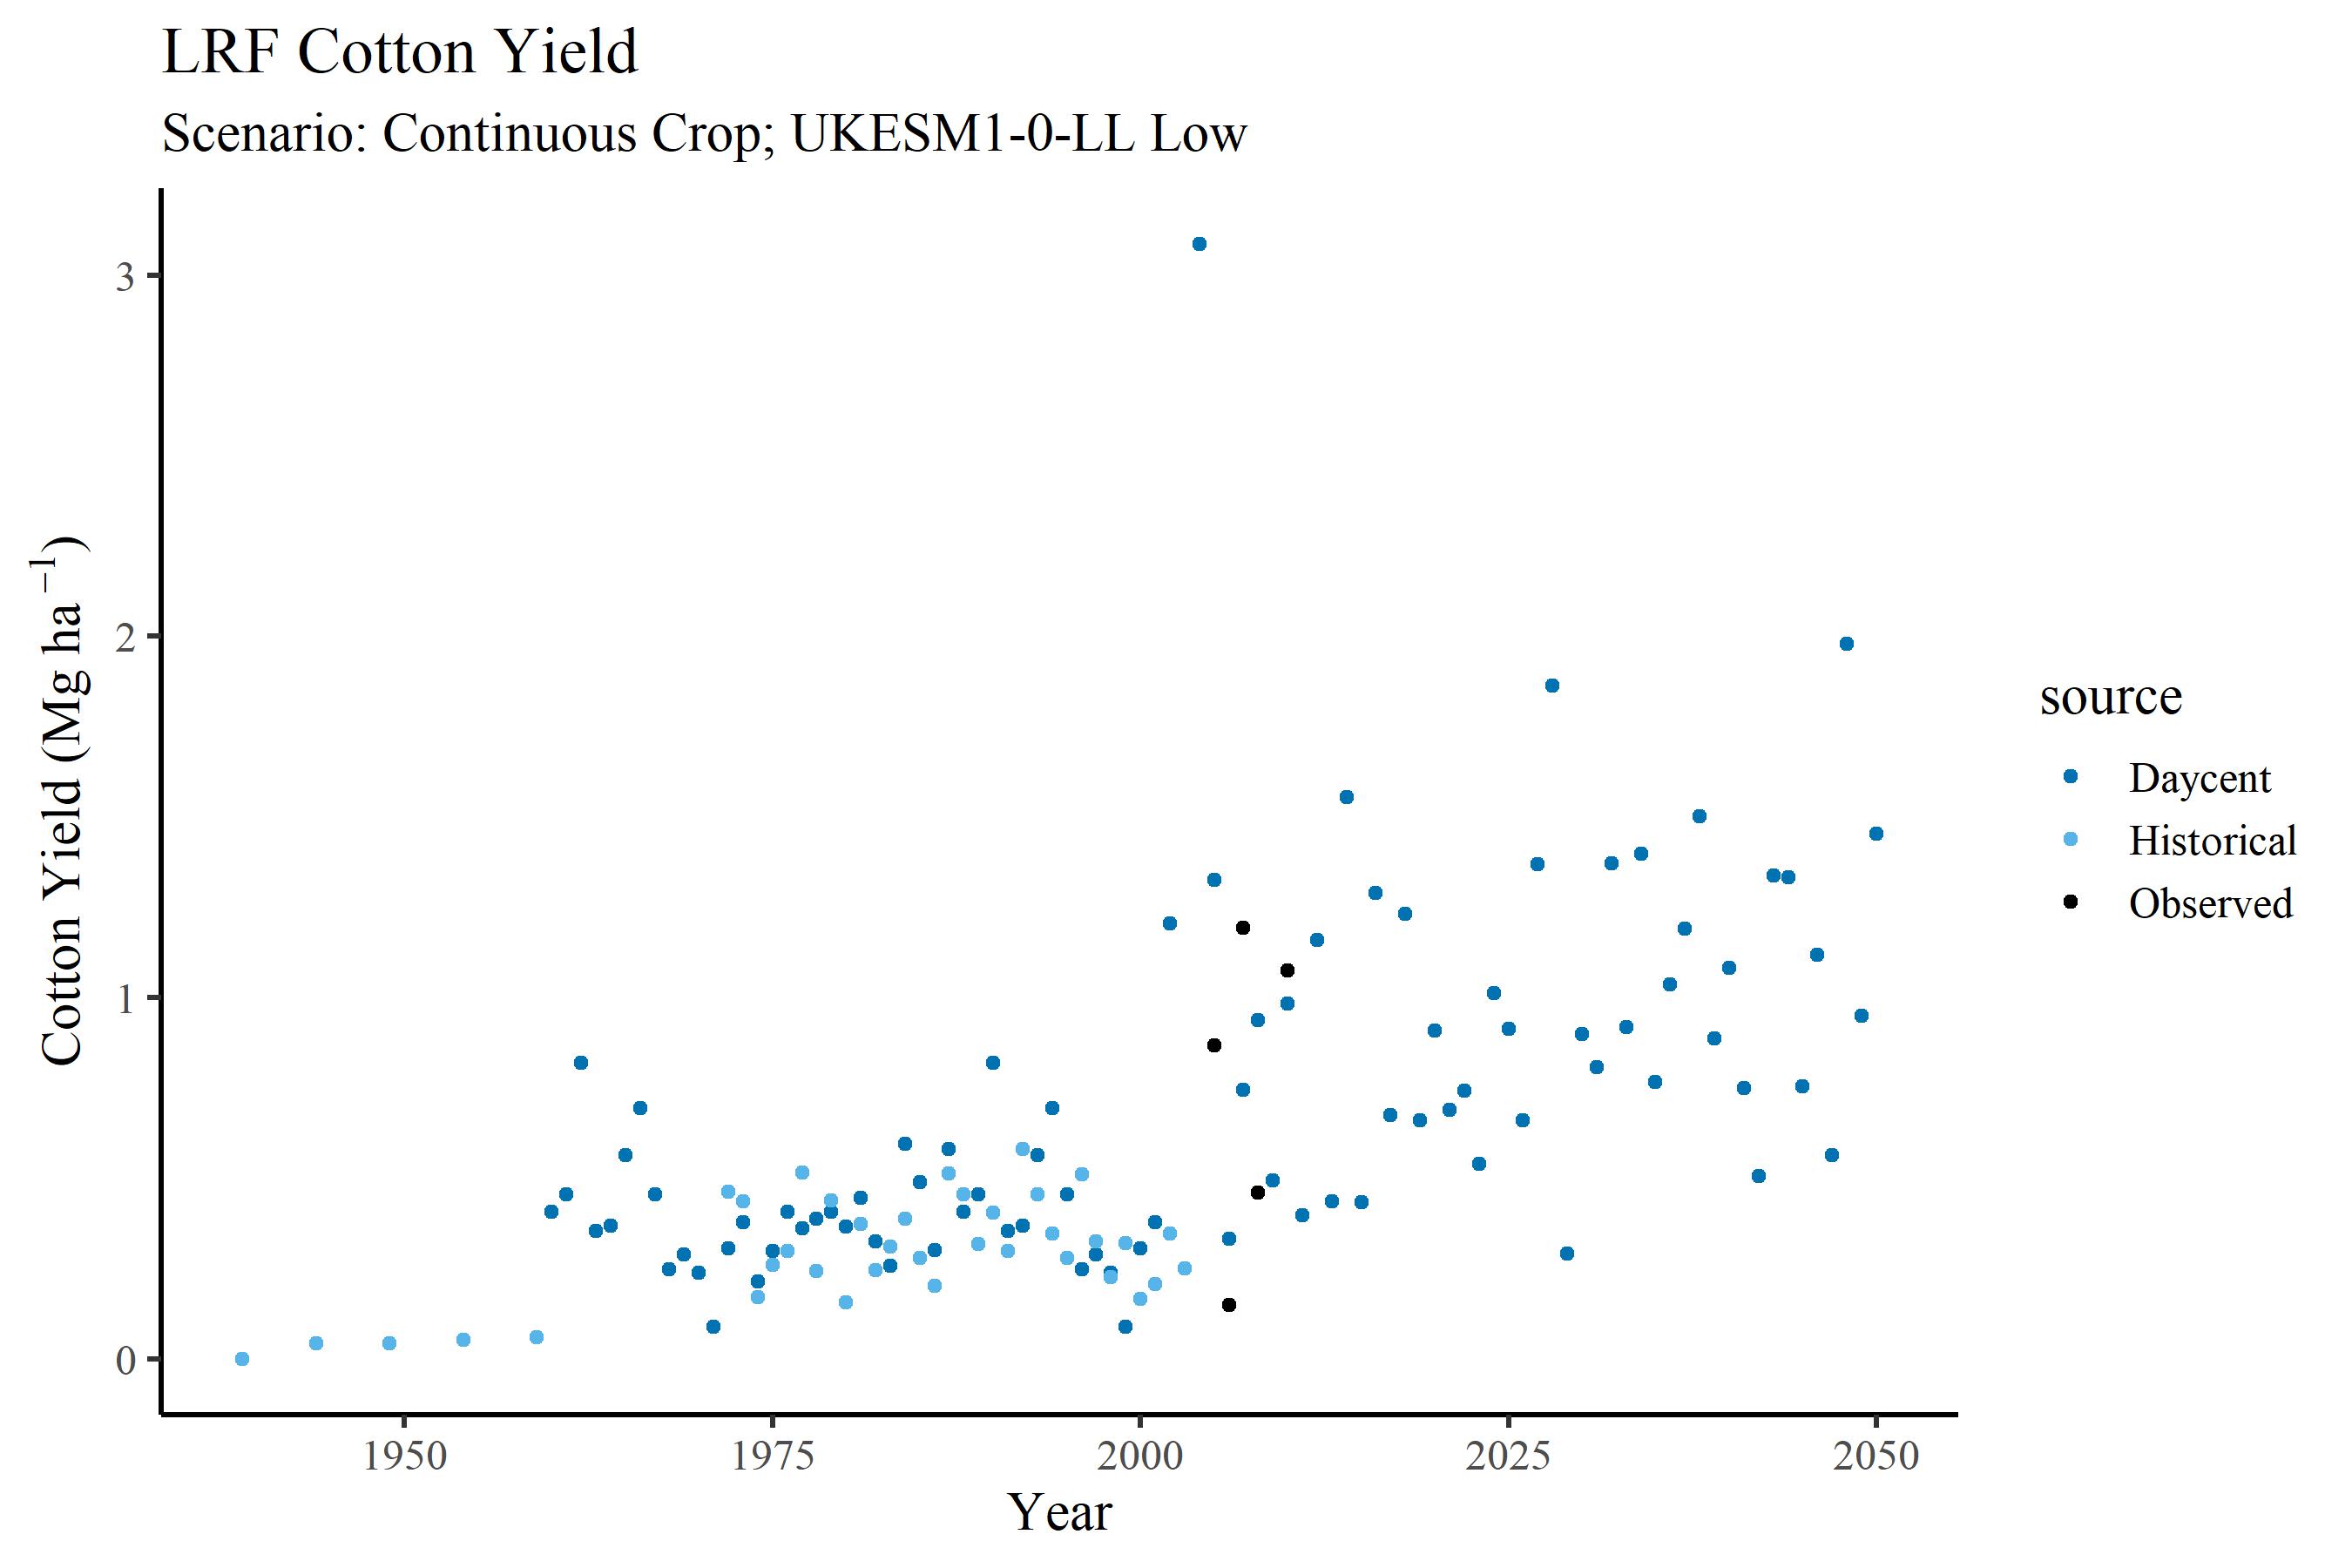 LRF Cotton Yield
Scenario: Continuous Crop; UKESM1-0-LL Low
Cotton Yield (Mg ha⁻¹)
3
2
1
0
1950 1975 2000 2025 2050
Year
source
Daycent
Historical
Observed